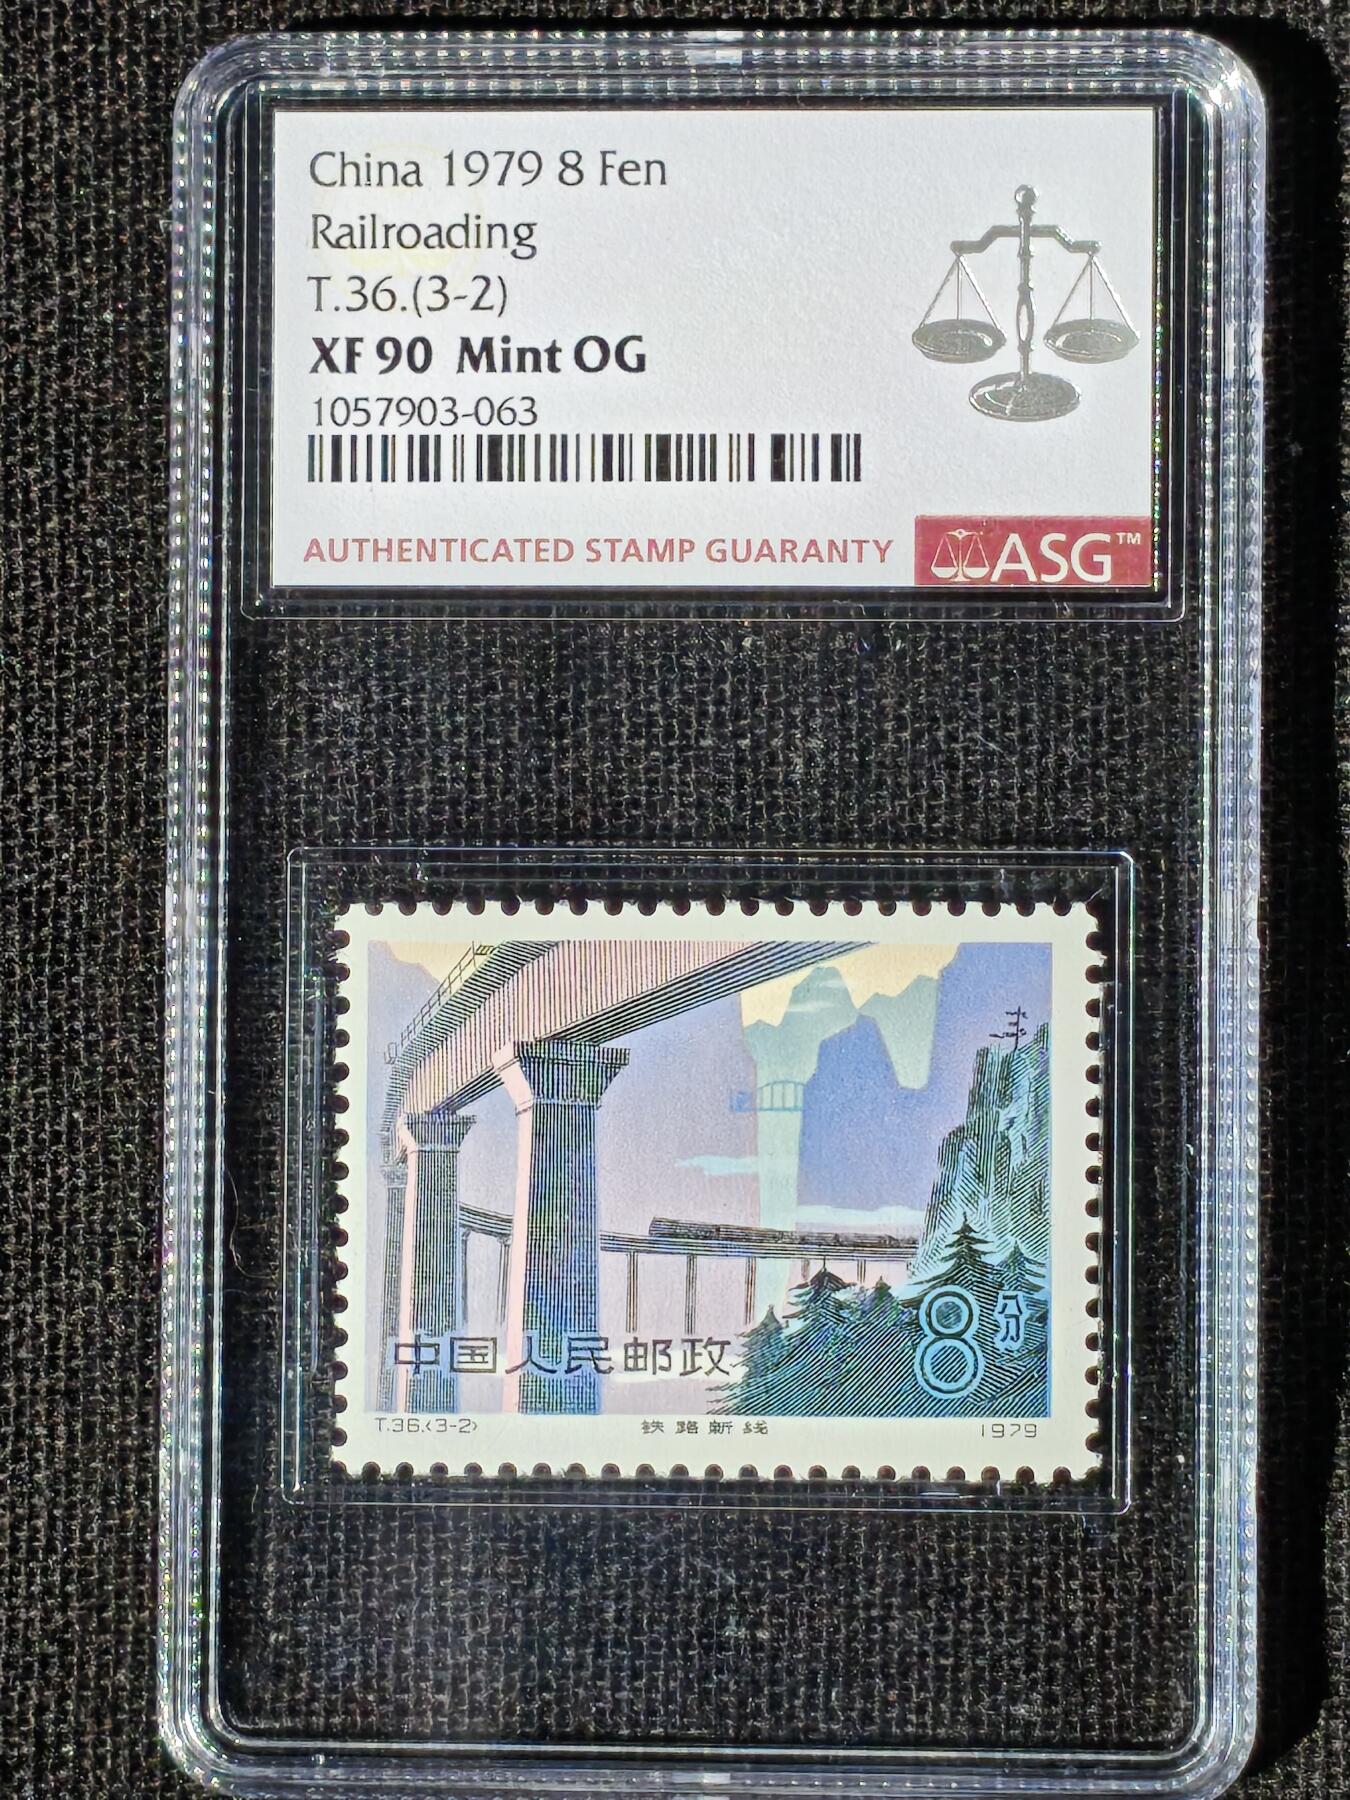 China 1979 8 Fen
Railroading
T.36.(3-2)
XF 90 Mint OG
1057903-063
AUTHENTICATED STAMP GUARANTY
ASG™
8 八分
中国人民邮政
T.36.(3-2) 铁路新线 1979